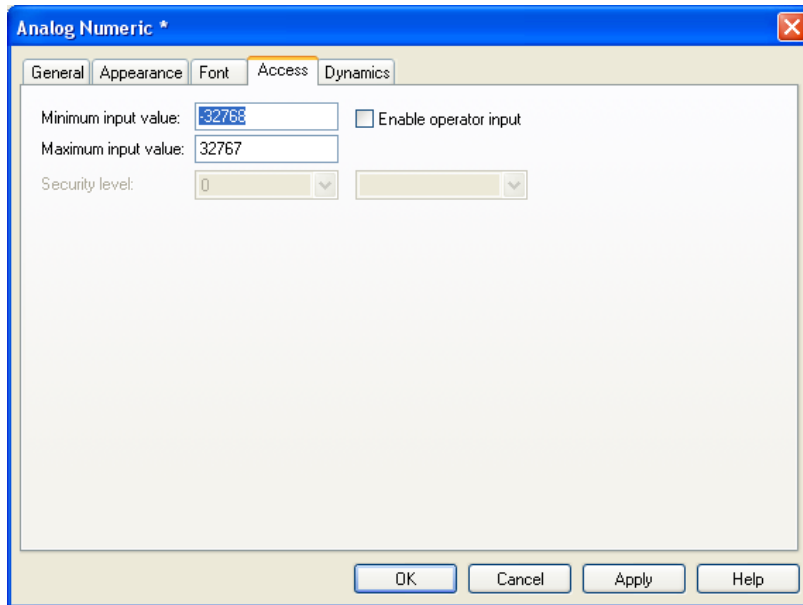 Analog Numeric *
General Appearance Font Access Dynamics
Minimum input value: -32768 Enable operator input
Maximum input value: 32767
Security level: 0
OK Cancel Apply Help